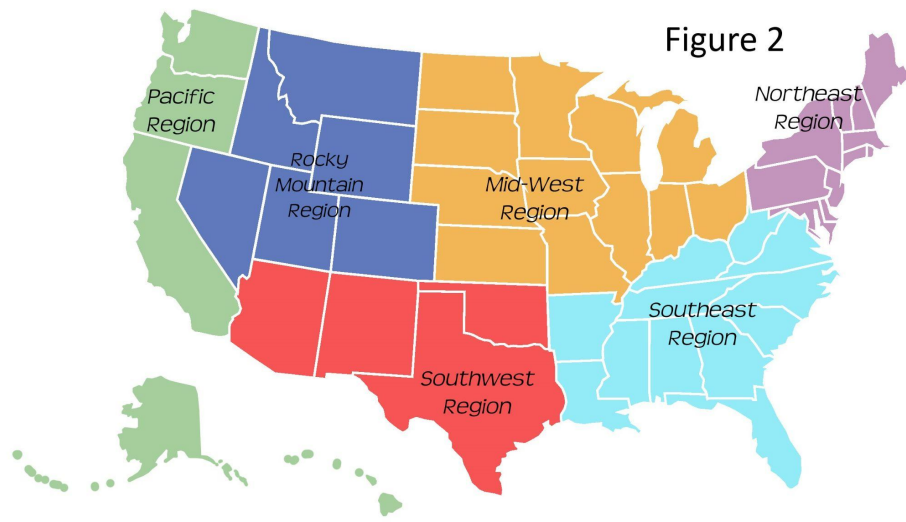 Figure 2
Northeast
Region
Pacific
Region
Rocky
Mountain
Region
Mid-West
Region
Southeast
Region
Southwest
Region